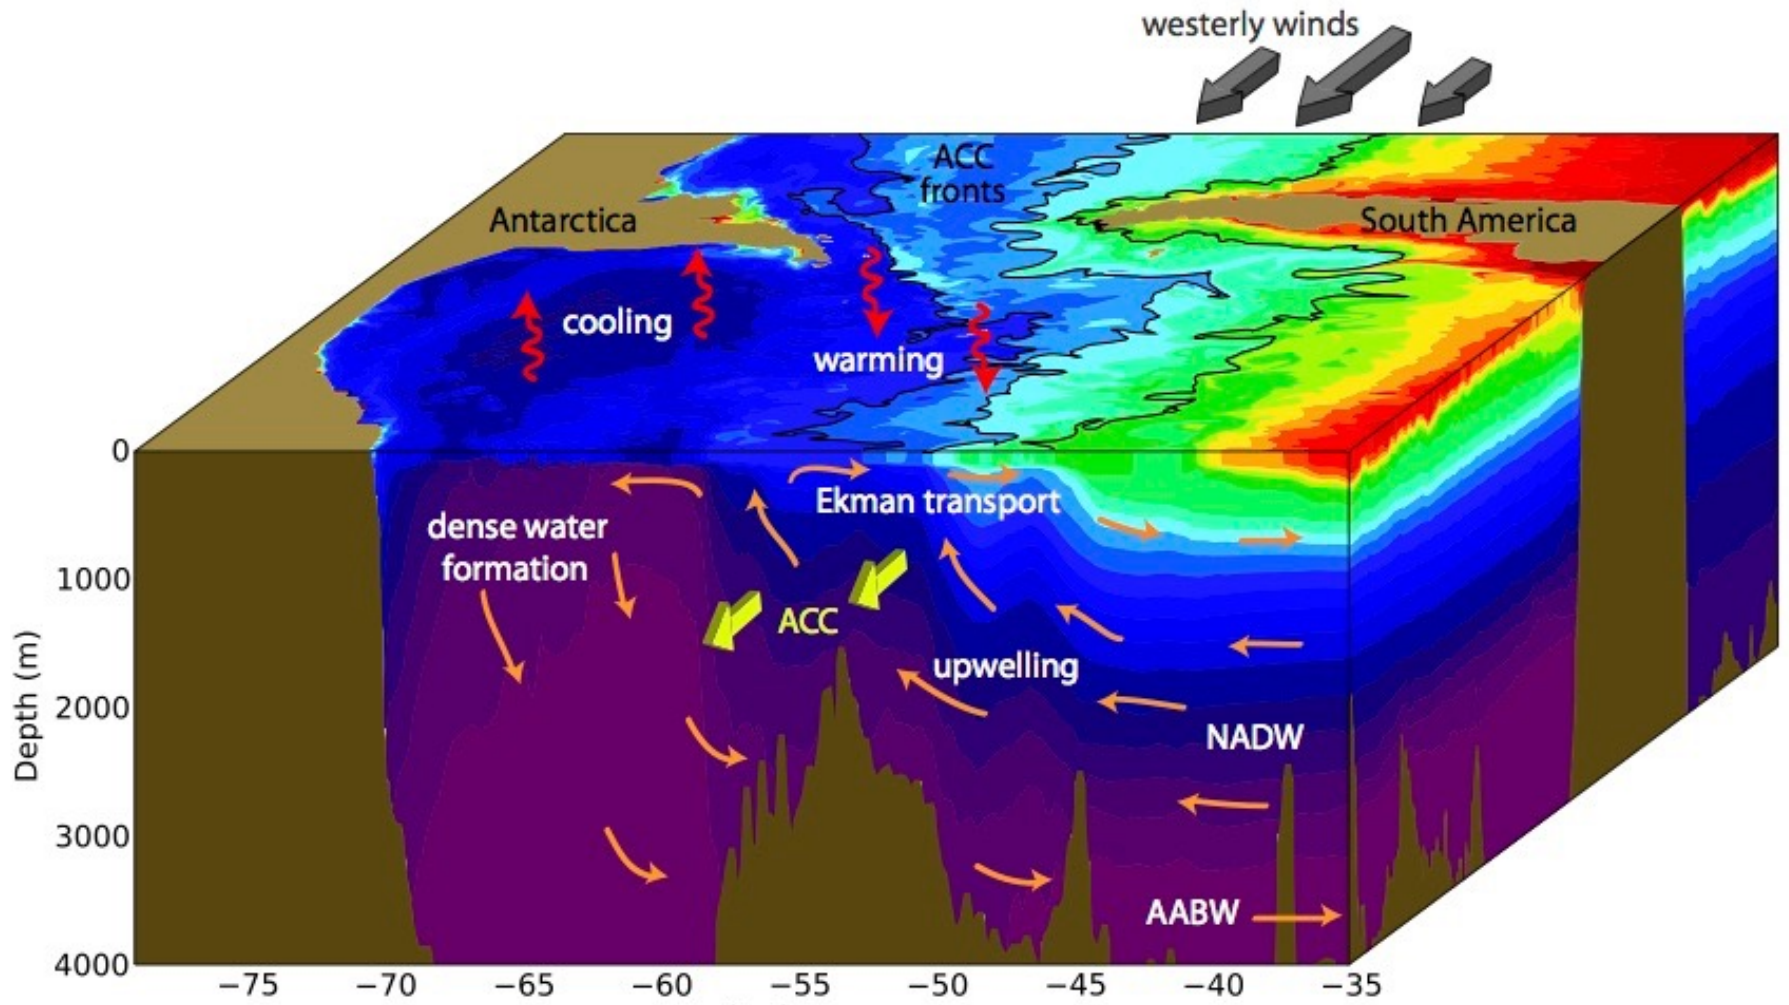 westerly winds
ACC
fronts
Antarctica
South America
cooling
warming
0
Ekman transport
dense water
formation
1000
ACC
upwelling
Depth (m)
2000
NADW
3000
AABW
4000
−75 −70 −65 −60 −55 −50 −45 −40 −35